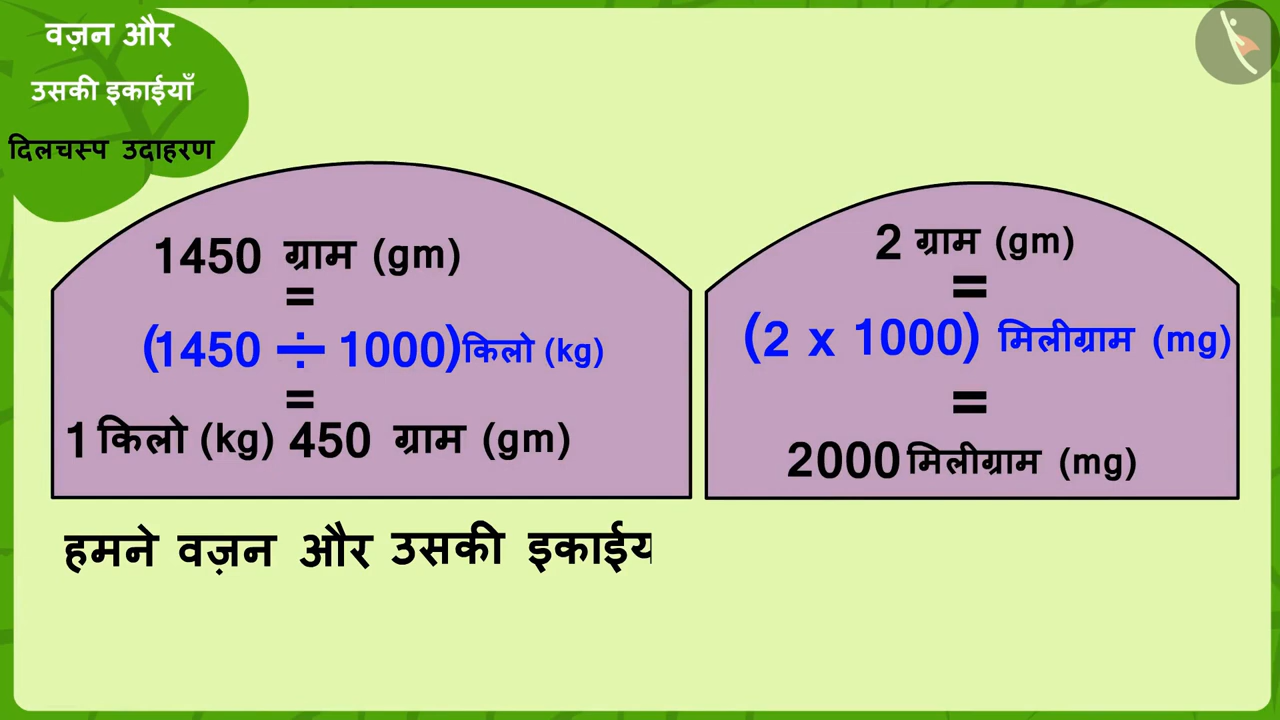 वज़न और
उसकी इकाईयाँ
दिलचस्प उदाहरण
1450 ग्राम (gm)
=
(1450 ÷ 1000)किलो (kg)
=
1 किलो (kg) 450 ग्राम (gm)
2 ग्राम (gm)
=
(2 x 1000) मिलीग्राम (mg)
=
2000 मिलीग्राम (mg)
हमने वज़न और उसकी इकाईय